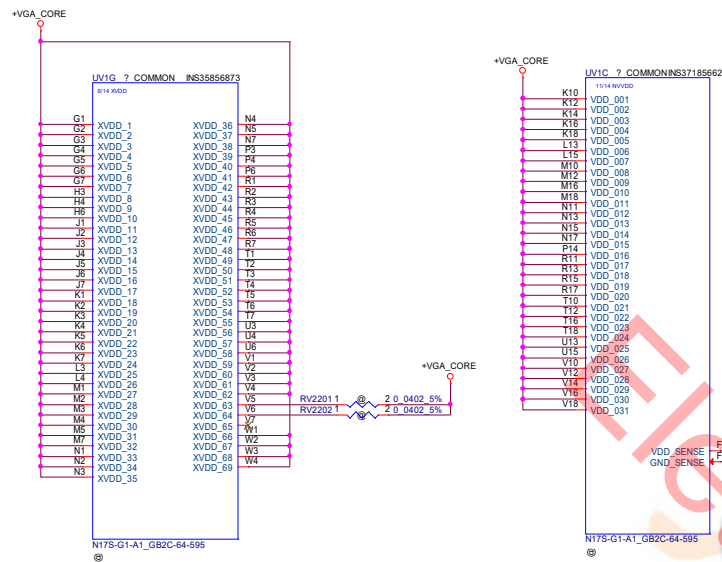 +VGA_CORE
UV1G ? COMMON INS35856873
6/14 XVDD
G1 XVDD_1 XVDD_36 N4
G2 XVDD_2 XVDD_37 N5
G3 XVDD_3 XVDD_38 N7
G4 XVDD_4 XVDD_39 P3
G5 XVDD_5 XVDD_40 P4
G6 XVDD_6 XVDD_41 P6
G7 XVDD_7 XVDD_42 R1
H3 XVDD_8 XVDD_43 R2
H4 XVDD_9 XVDD_44 R3
H6 XVDD_10 XVDD_45 R4
J1 XVDD_11 XVDD_46 R5
J2 XVDD_12 XVDD_47 R6
J3 XVDD_13 XVDD_48 R7
J4 XVDD_14 XVDD_49 T1
J5 XVDD_15 XVDD_50 T2
J6 XVDD_16 XVDD_51 T3
J7 XVDD_17 XVDD_52 T4
K1 XVDD_18 XVDD_53 T5
K2 XVDD_19 XVDD_54 T6
K3 XVDD_20 XVDD_55 T7
K4 XVDD_21 XVDD_56 U3
K5 XVDD_22 XVDD_57 U4
K6 XVDD_23 XVDD_58 U6
K7 XVDD_24 XVDD_59 V1
L3 XVDD_25 XVDD_60 V2
L4 XVDD_26 XVDD_61 V3
M1 XVDD_27 XVDD_62 V4
M2 XVDD_28 XVDD_63 V5
M3 XVDD_29 XVDD_64 V6
M4 XVDD_30 XVDD_65 V7
M5 XVDD_31 XVDD_66 W1
M7 XVDD_32 XVDD_67 W2
N1 XVDD_33 XVDD_68 W3
N2 XVDD_34 XVDD_69 W4
N3 XVDD_35
N17S-G1-A1_GB2C-64-595
@
+VGA_CORE
RV2201 1 @ 2 0_0402_5%
RV2202 1 @ 2 0_0402_5%
+VGA_CORE
UV1C ? COMMON INS37185662
11/14 NVVDD
K10 VDD_001
K12 VDD_002
K14 VDD_003
K16 VDD_004
K18 VDD_005
L13 VDD_006
L15 VDD_007
M10 VDD_008
M12 VDD_009
M16 VDD_010
M18 VDD_011
N11 VDD_012
N13 VDD_013
N15 VDD_014
N17 VDD_015
P14 VDD_016
R11 VDD_017
R13 VDD_018
R15 VDD_019
R17 VDD_020
T10 VDD_021
T12 VDD_022
T16 VDD_023
T18 VDD_024
U13 VDD_025
U15 VDD_026
V10 VDD_027
V12 VDD_028
V14 VDD_029
V16 VDD_030
V18 VDD_031
VDD_SENSE F
GND_SENSE F
N17S-G1-A1_GB2C-64-595
@